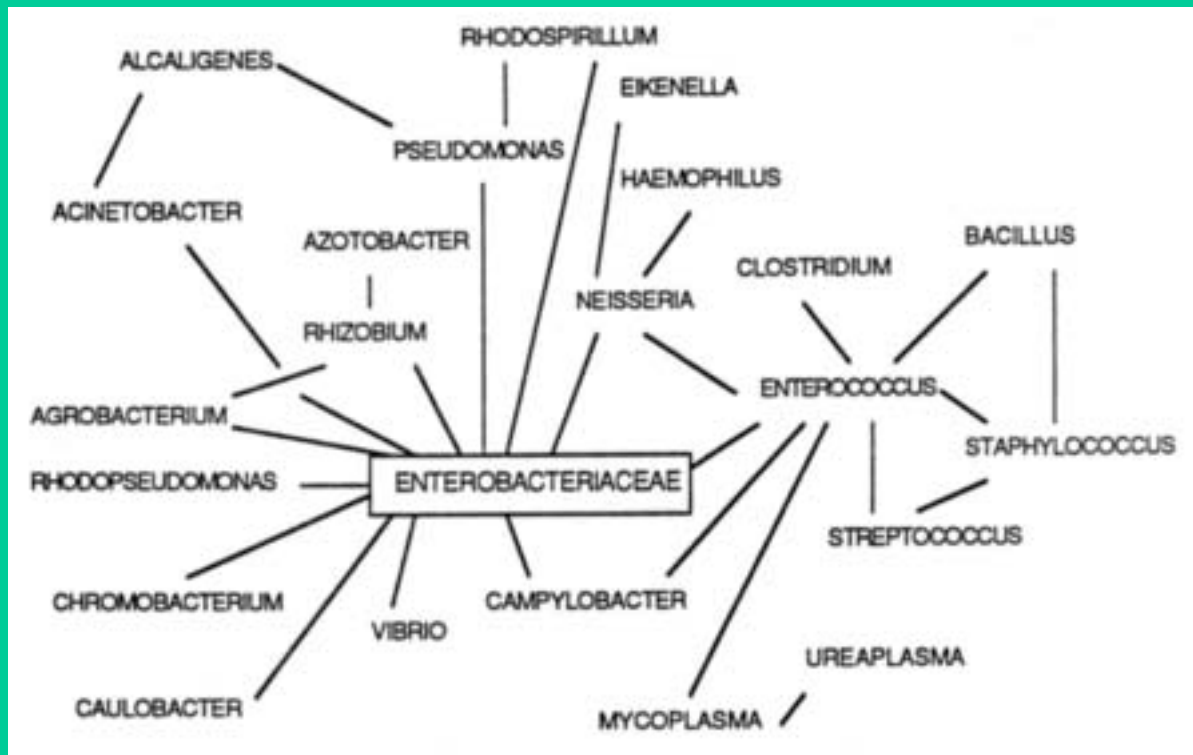 RHODOSPIRILLUM
ALCALIGENES
EIKENELLA
PSEUDOMONAS
HAEMOPHILUS
ACINETOBACTER
AZOTOBACTER
BACILLUS
CLOSTRIDIUM
NEISSERIA
RHIZOBIUM
ENTEROCOCCUS
AGROBACTERIUM
STAPHYLOCOCCUS
RHODOPSEUDOMONAS
ENTEROBACTERIACEAE
STREPTOCOCCUS
CHROMOBACTERIUM
CAMPYLOBACTER
VIBRIO
UREAPLASMA
CAULOBACTER
MYCOPLASMA